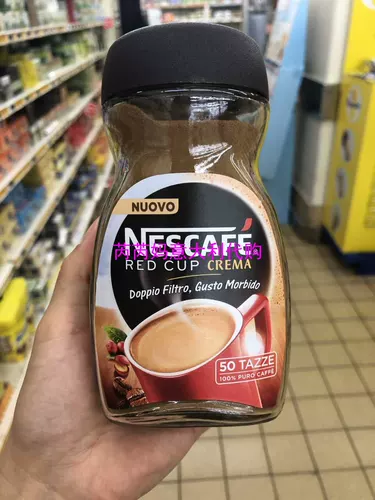 NUOVO
NESCAFÉ
RED CUP CREMA
Doppio Filtro, Gusto Morbido
50 TAZZE
100% PURO CAFFÈ